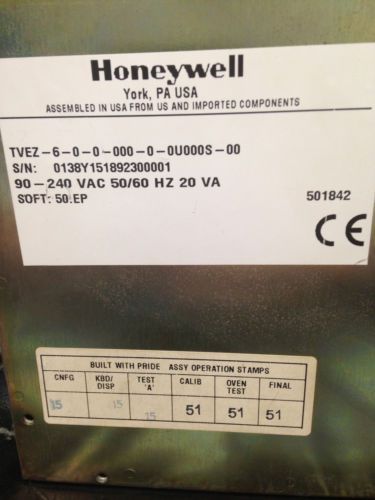 Honeywell
York, PA USA
ASSEMBLED IN USA FROM US AND IMPORTED COMPONENTS
TVEZ-6-0-0-000-0-0U000S-00
S/N: 0138Y151892300001
90-240 VAC 50/60 HZ 20 VA
SOFT: 50.EP
501842
CE
BUILT WITH PRIDE ASSY OPERATION STAMPS
CNFG KBD/DISP TEST 'A' CALIB OVEN TEST FINAL
15 15 15 51 51 51